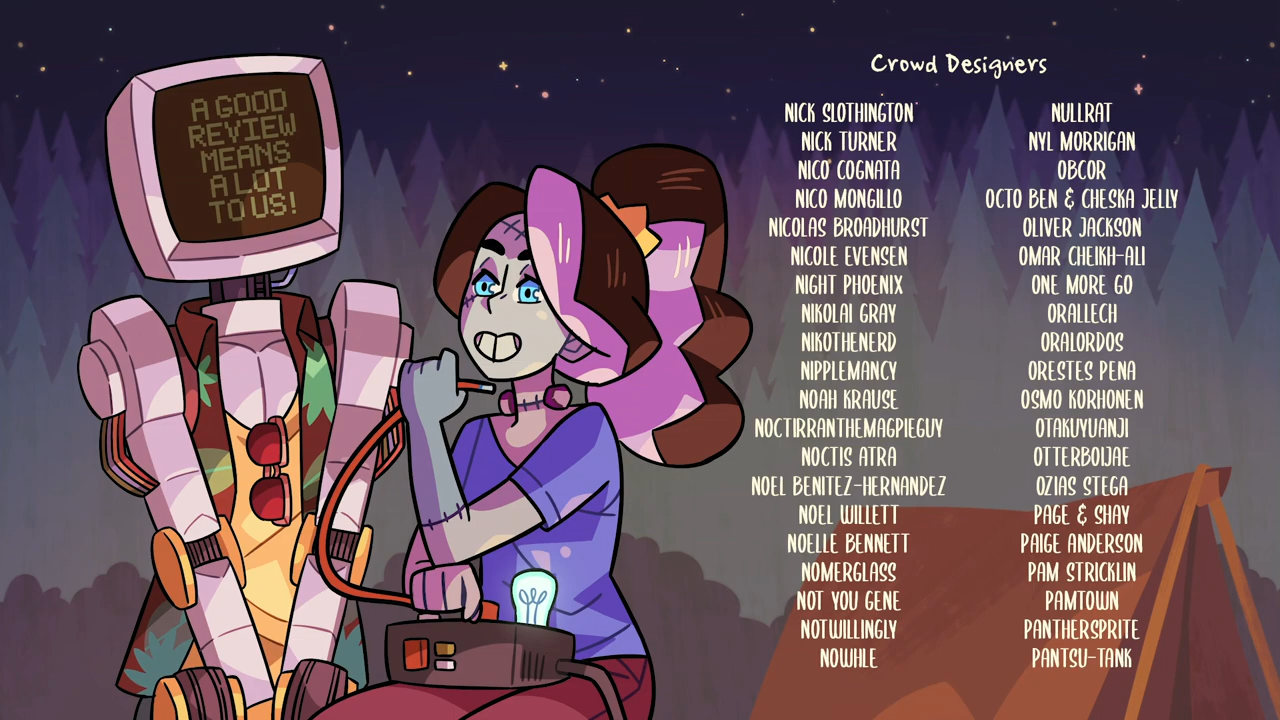 A GOOD
REVIEW
MEANS
A LOT
TO US!
Crowd Designers
NICK SLOTHINGTON
NICK TURNER
NICO COGNATA
NICO MONGILLO
NICOLAS BROADHURST
NICOLE EVENSEN
NIGHT PHOENIX
NIKOLAI GRAY
NIKOTHENERD
NIPPLEMANCY
NOAH KRAUSE
NOCTIRRANTHEMAGPIEGUY
NOCTIS ATRA
NOEL BENITEZ-HERNANDEZ
NOEL WILLETT
NOELLE BENNETT
NOMERGLASS
NOT YOU GENE
NOTWILLINGLY
NOWHLE
NULLRAT
NYL MORRIGAN
OBCOR
OCTO BEN & CHESKA JELLY
OLIVER JACKSON
OMAR CHEIKH-ALI
ONE MORE GO
ORALLECH
ORALORDOS
ORESTES PENA
OSMO KORHONEN
OTAKUYUANJI
OTTERBOIJAE
OZIAS STEGA
PAGE & SHAY
PAIGE ANDERSON
PAM STRICKLIN
PAMTOWN
PANTHERSPRITE
PANTSU-TANK